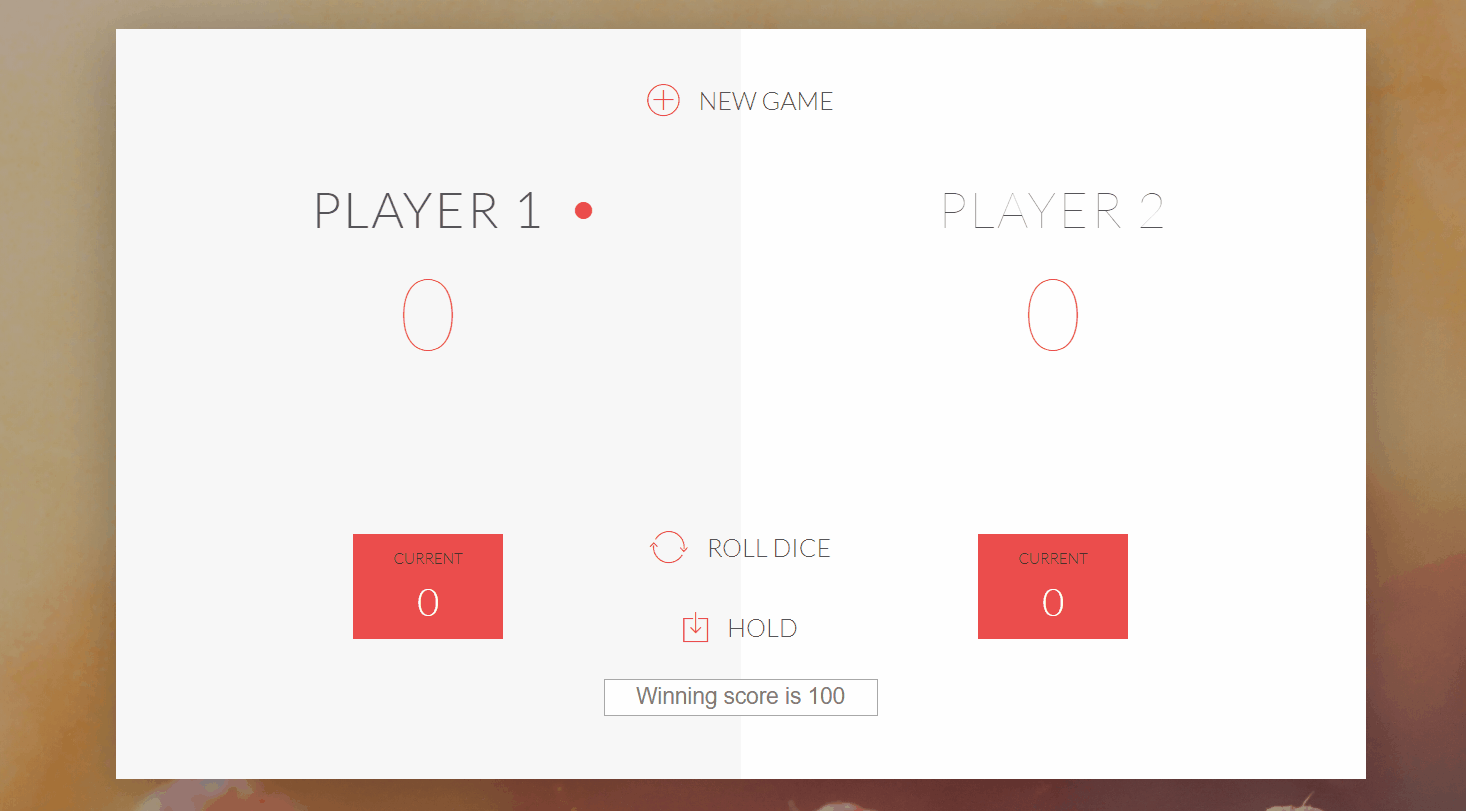 NEW GAME
PLAYER 1
PLAYER 2
0
0
CURRENT
0
ROLL DICE
CURRENT
0
HOLD
Winning score is 100